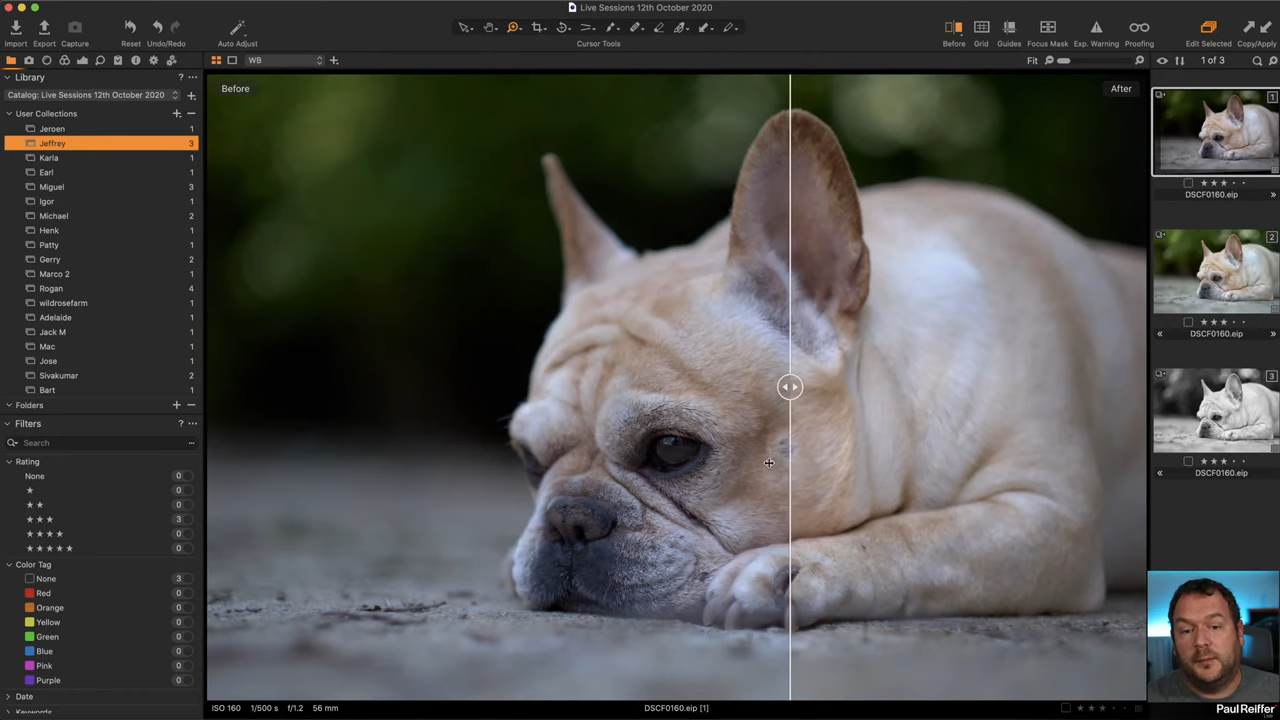 Live Sessions 12th October 2020
Import Export Capture Reset Undo/Redo Auto Adjust Cursor Tools Before Grid Guides Focus Mask Exp. Warning Proofing Edit Selected Copy/Apply
WB
Fit
1 of 3
Library
Catalog: Live Sessions 12th October 2020
User Collections
Jeroen 1
Jeffrey 3
Karla 1
Earl 1
Miguel 3
Igor 1
Michael 2
Henk 1
Patty 1
Gerry 2
Marco 2 1
Rogan 4
wildrosefarm 1
Adelaide 1
Jack M 1
Mac 1
Jose 1
Sivakumar 2
Bart 1
Folders
Filters
Search
Rating
None 0
0
0
3
0
0
Color Tag
None 3
Red 0
Orange 0
Yellow 0
Green 0
Blue 0
Pink 0
Purple 0
Date
Keywords
Before
After
ISO 160 1/500 s f/1.2 56 mm
DSCF0160.eip [1]
1
DSCF0160.eip
2
DSCF0160.eip
3
DSCF0160.eip
Paul Reiffer
Live